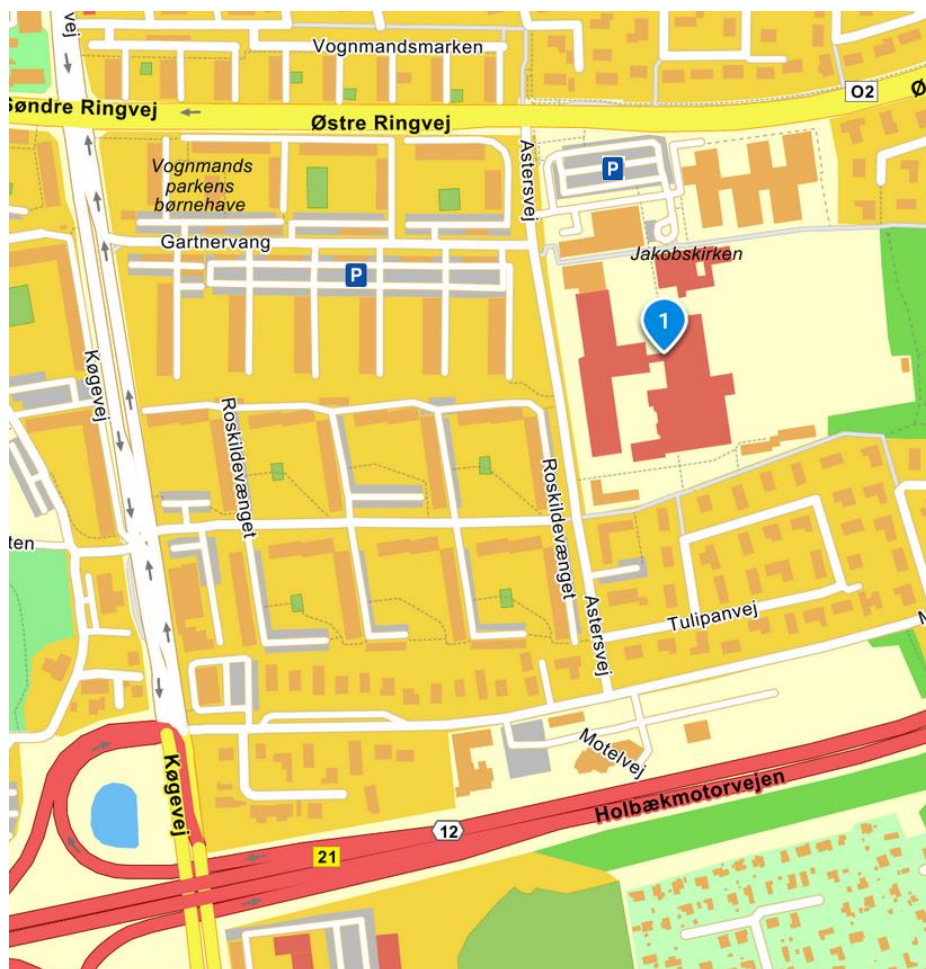 vej
Vognmandsmarken
O2
Søndre Ringvej
Østre Ringvej
Ø
Vognmands
parkens
børnehave
Astersvej
P
Gartnervang
Jakobskirken
P
1
Køgevej
Roskildevænget
Roskildevænget
ten
Astersvej
Tulipanvej
Køgevej
Motelvej
Holbækmotorvejen
12
21